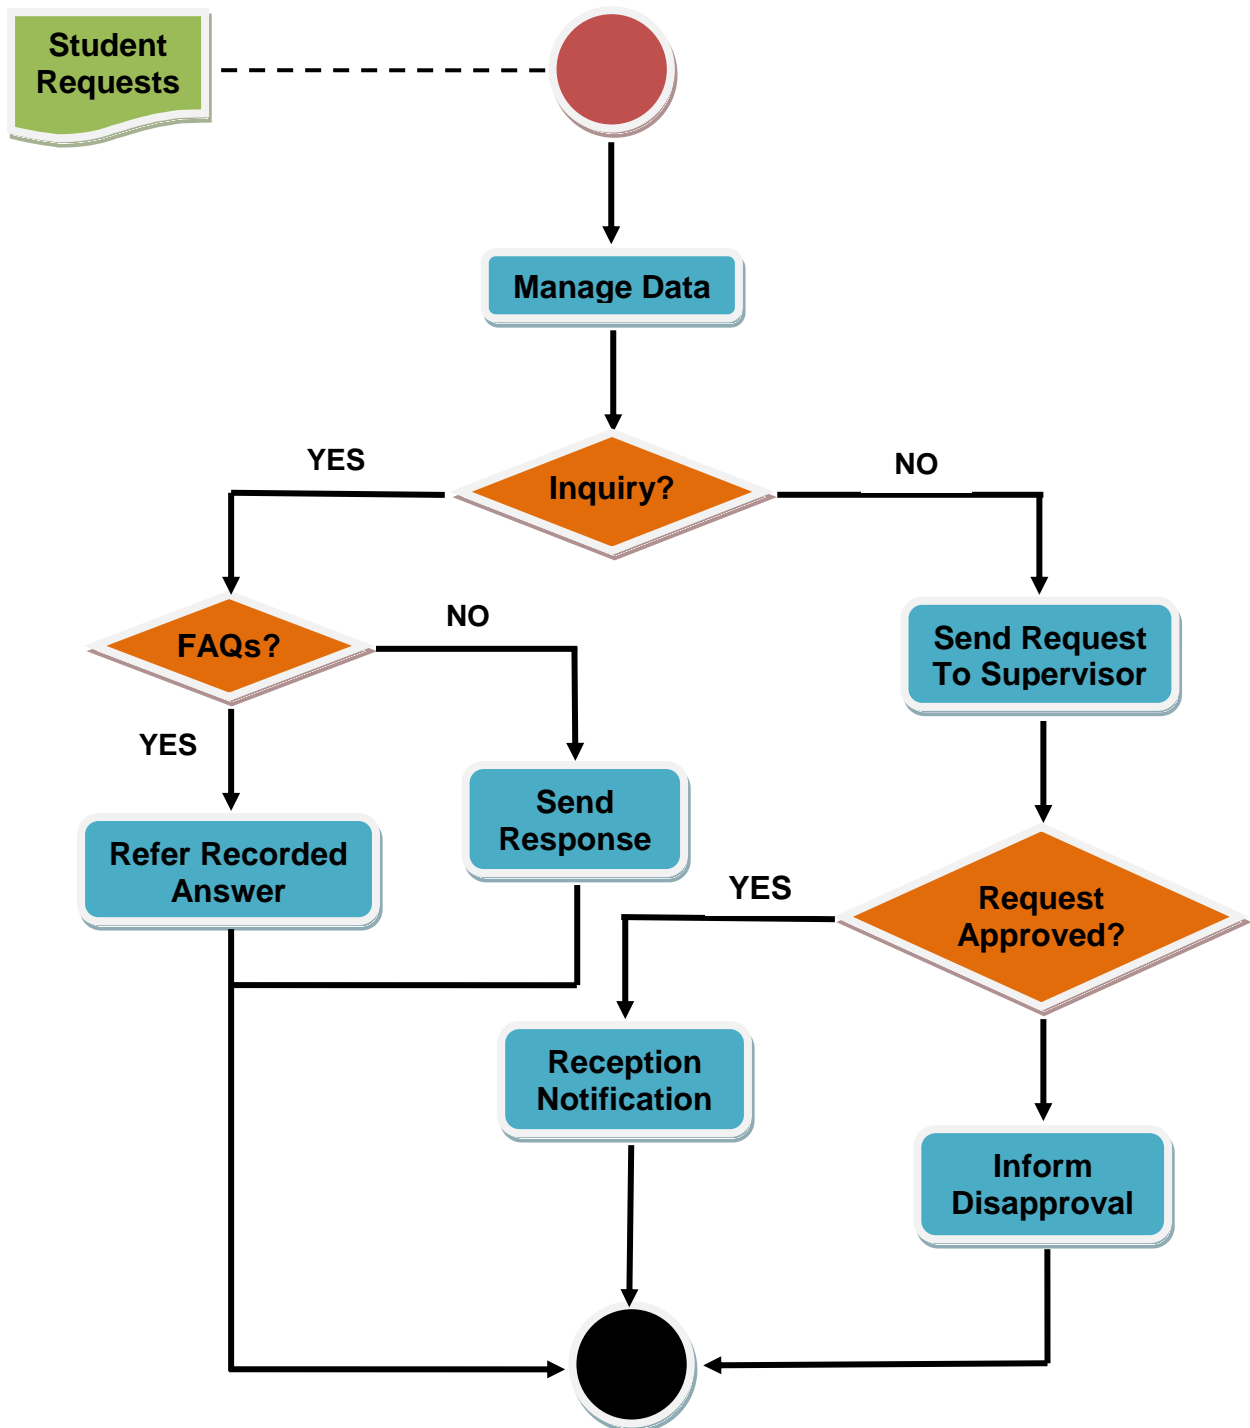 Student
Requests
Manage Data
YES
Inquiry?
NO
FAQs?
NO
Send Request
To Supervisor
YES
Send
Response
Refer Recorded
Answer
YES
Request
Approved?
Reception
Notification
Inform
Disapproval